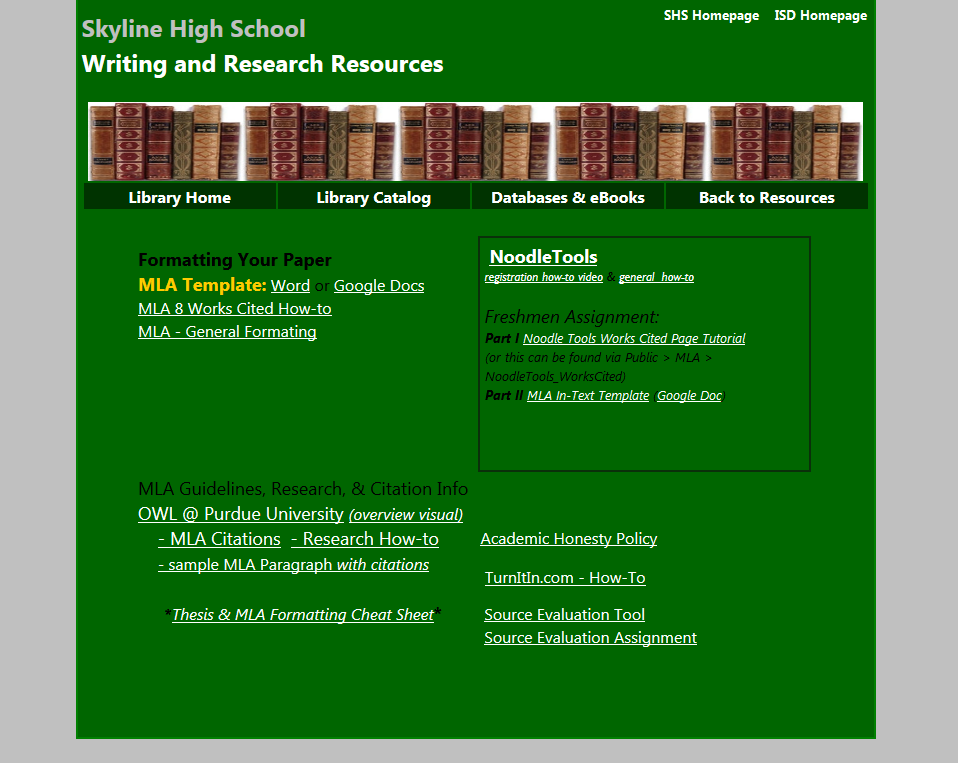 SHS Homepage ISD Homepage
Skyline High School
Writing and Research Resources
Library Home Library Catalog Databases & eBooks Back to Resources
Formatting Your Paper
MLA Template: Word or Google Docs
MLA 8 Works Cited How-to
MLA - General Formating
NoodleTools
registration how-to video & general how-to
Freshmen Assignment:
Part I Noodle Tools Works Cited Page Tutorial
(or this can be found via Public > MLA >
NoodleTools_WorksCited)
Part II MLA In-Text Template (Google Doc)
MLA Guidelines, Research, & Citation Info
OWL @ Purdue University (overview visual)
- MLA Citations - Research How-to
- sample MLA Paragraph with citations
*Thesis & MLA Formatting Cheat Sheet*
Academic Honesty Policy
TurnItIn.com - How-To
Source Evaluation Tool
Source Evaluation Assignment